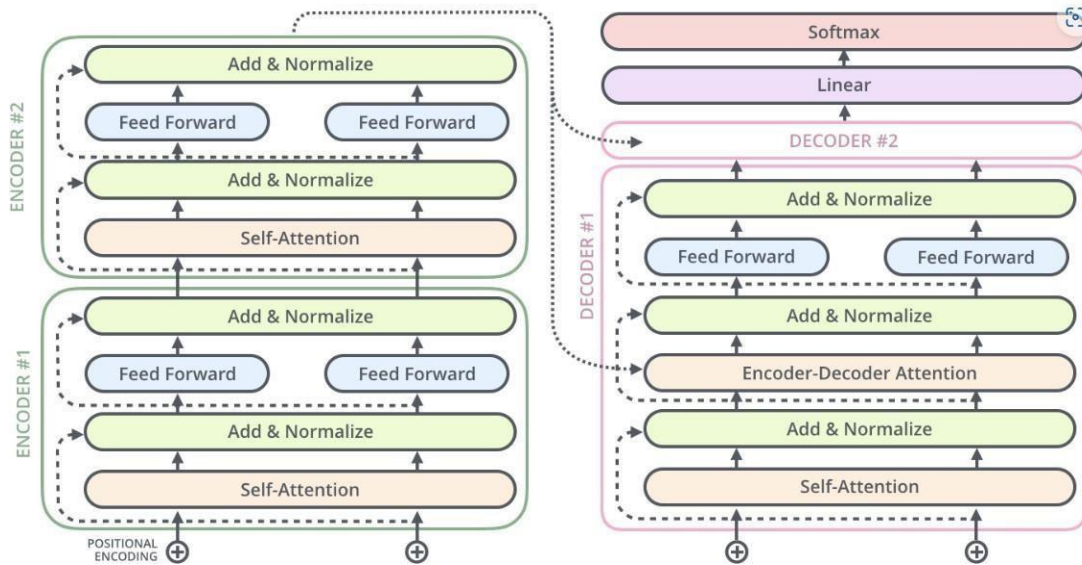 ENCODER #2
Add & Normalize
Feed Forward
Feed Forward
Add & Normalize
Self-Attention
ENCODER #1
Add & Normalize
Feed Forward
Feed Forward
Add & Normalize
Self-Attention
POSITIONAL
ENCODING
Softmax
Linear
DECODER #2
DECODER #1
Add & Normalize
Feed Forward
Feed Forward
Add & Normalize
Encoder-Decoder Attention
Add & Normalize
Self-Attention